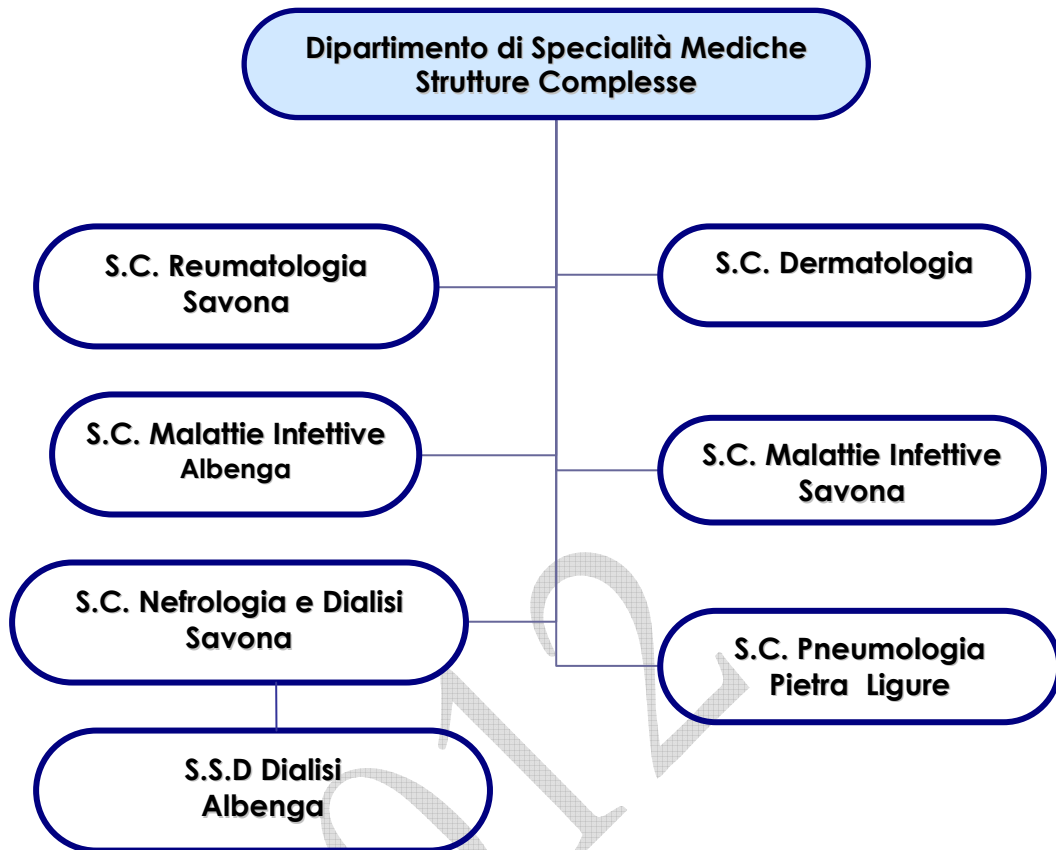 Dipartimento di Specialità Mediche
Strutture Complesse
S.C. Reumatologia
Savona
S.C. Dermatologia
S.C. Malattie Infettive
Albenga
S.C. Malattie Infettive
Savona
S.C. Nefrologia e Dialisi
Savona
S.C. Pneumologia
Pietra Ligure
S.S.D Dialisi
Albenga